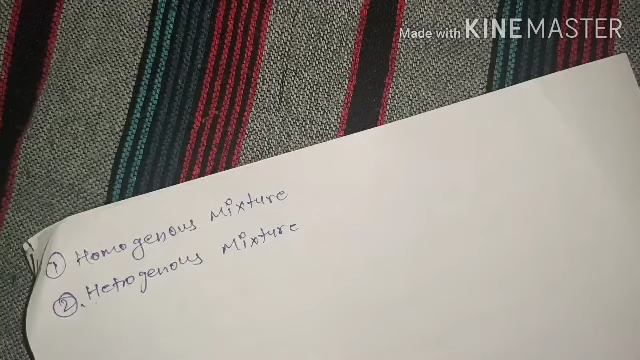 Made with KINEMASTER
① Homogenous Mixture
②. Hetrogenous Mixture